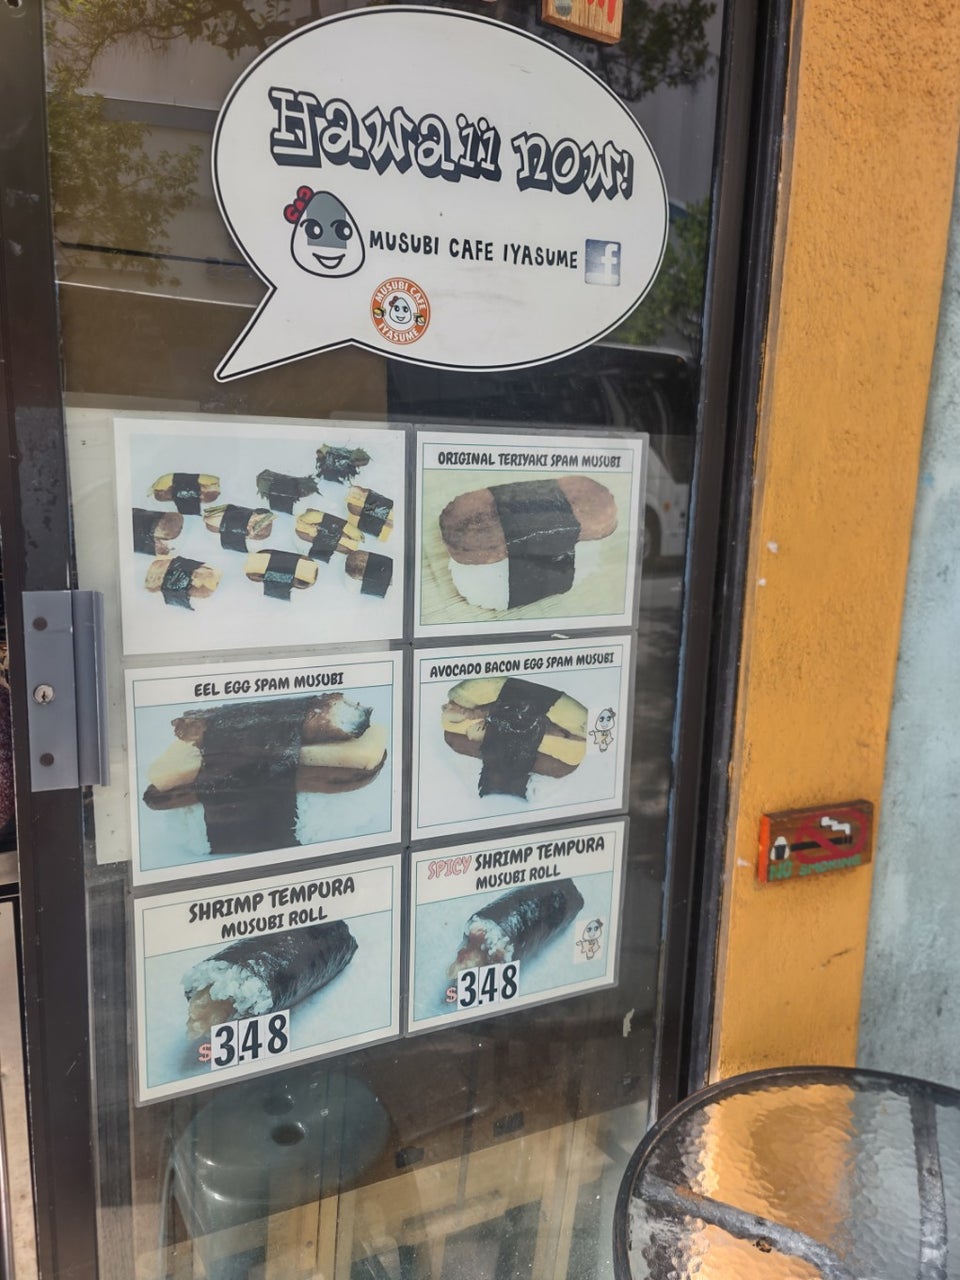 Hawaii now!
MUSUBI CAFE IYASUME f
MUSUBI CAFE
IYASUME
ORIGINAL TERIYAKI SPAM MUSUBI
EEL EGG SPAM MUSUBI
AVOCADO BACON EGG SPAM MUSUBI
SHRIMP TEMPURA
MUSUBI ROLL
$3.48
SPICY SHRIMP TEMPURA
MUSUBI ROLL
$3.48
NO SMOKING